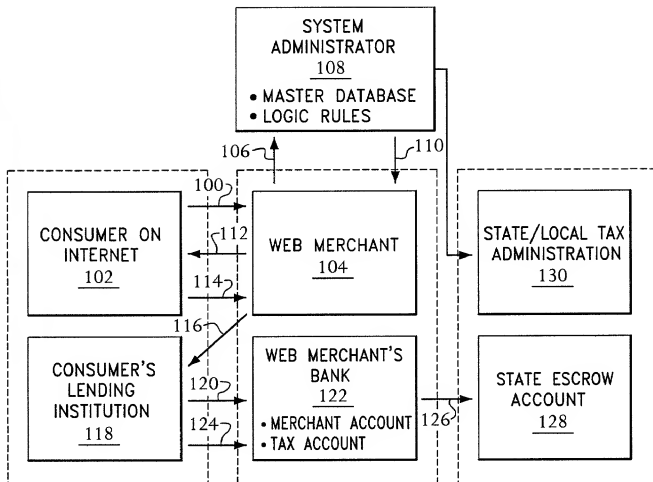 SYSTEM
ADMINISTRATOR
108
• MASTER DATABASE
• LOGIC RULES
106
110
100
CONSUMER ON
INTERNET
102
112
114
WEB MERCHANT
104
STATE/LOCAL TAX
ADMINISTRATION
130
116
CONSUMER'S
LENDING
INSTITUTION
118
120
124
WEB MERCHANT'S
BANK
122
• MERCHANT ACCOUNT
• TAX ACCOUNT
126
STATE ESCROW
ACCOUNT
128